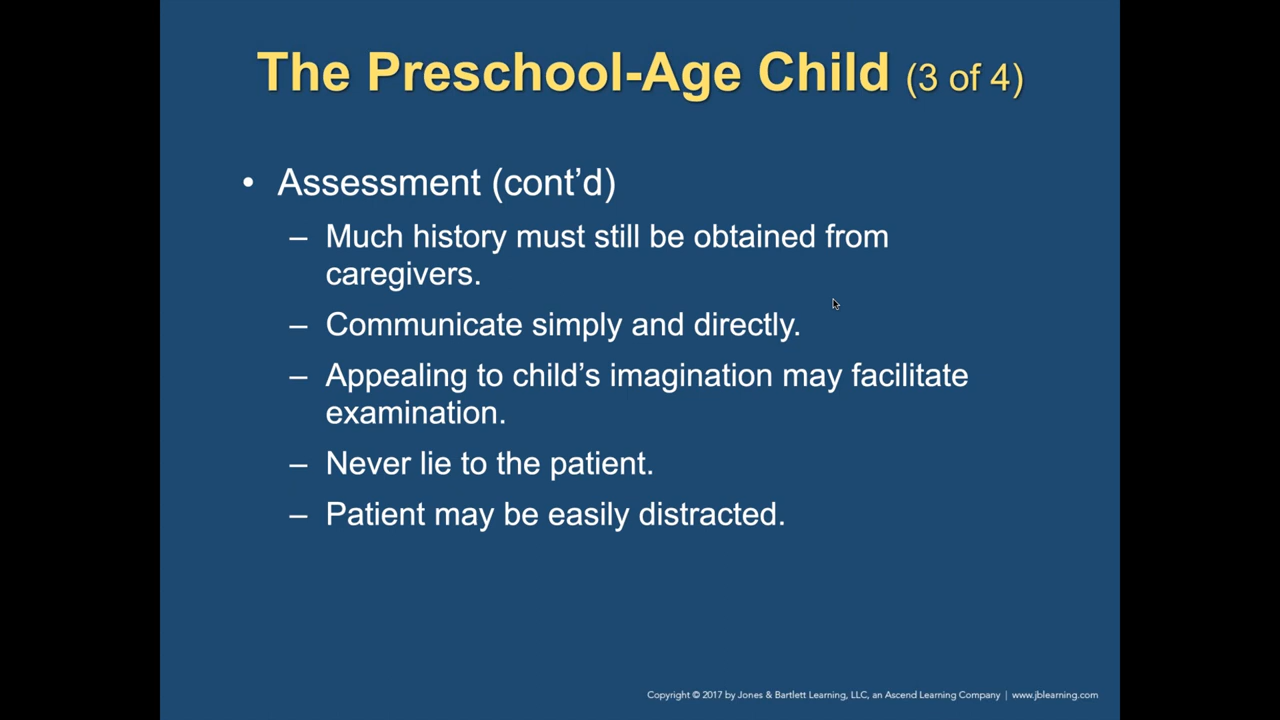 The Preschool-Age Child (3 of 4)
• Assessment (cont’d)
– Much history must still be obtained from
caregivers.
– Communicate simply and directly.
– Appealing to child’s imagination may facilitate
examination.
– Never lie to the patient.
– Patient may be easily distracted.
Copyright © 2017 by Jones & Bartlett Learning, LLC, an Ascend Learning Company | www.jblearning.com